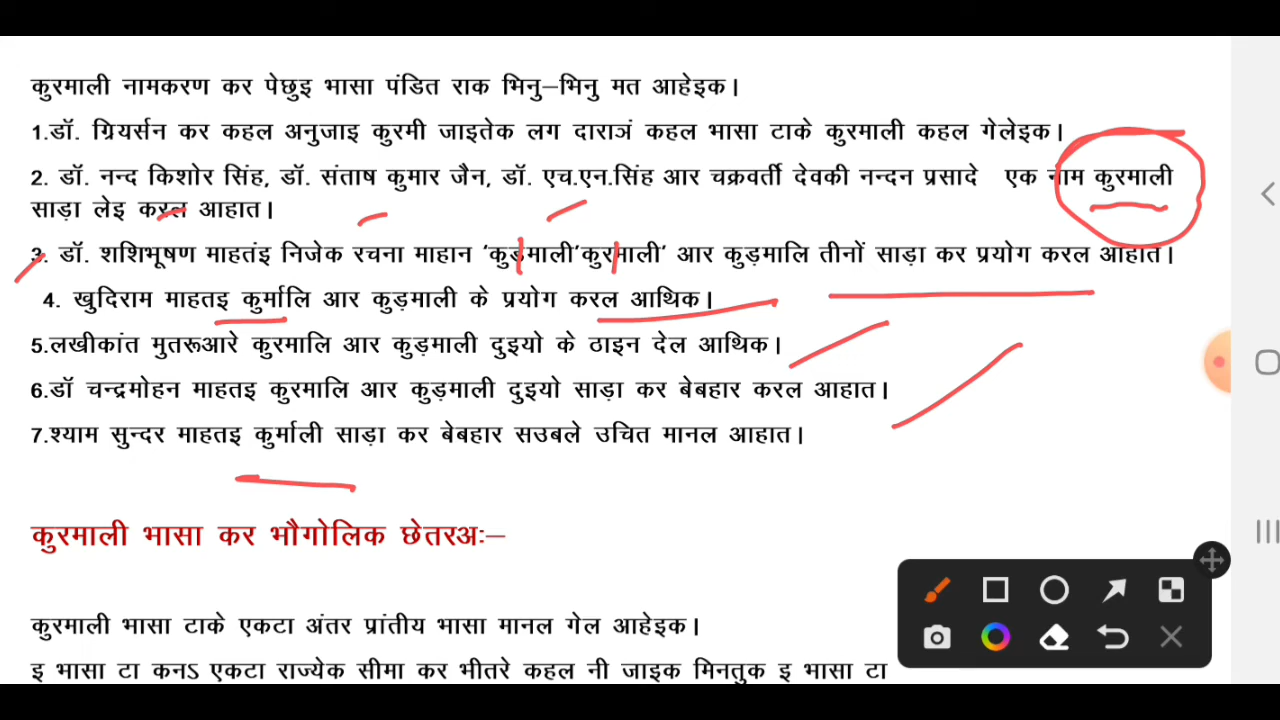 कुरमाली नामकरण कर पेछुइ भासा पंडित राक भिनु–भिनु मत आहेइक।
1.डॉ. ग्रियर्सन कर कहल अनुजाइ कुरमी जाइतेक लग दाराञं कहल भासा टाके कुरमाली कहल गेलेइक।
2. डॉ. नन्द किशोर सिंह, डॉ. संताष कुमार जैन, डॉ. एच.एन.सिंह आर चक्रवर्ती देवकी नन्दन प्रसादे एक नाम कुरमाली
साड़ा लेइ करल आहात।
3. डॉ. शशिभूषण माहतंइ निजेक रचना माहान ‘कुड़माली’कुरमाली’ आर कुड़मालि तीनों साड़ा कर प्रयोग करल आहात।
4. खुदिराम माहतइ कुर्मालि आर कुड़माली के प्रयोग करल आथिक।
5.लखीकांत मुतरूआरे कुरमालि आर कुड़माली दुइयो के ठाइन देल आथिक।
6.डॉ चन्द्रमोहन माहतइ कुरमालि आर कुड़माली दुइयो साड़ा कर बेबहार करल आहात।
7.श्याम सुन्दर माहतइ कुर्माली साड़ा कर बेबहार सउबले उचित मानल आहात।
कुरमाली भासा कर भौगोलिक छेतरअः–
कुरमाली भासा टाके एकटा अंतर प्रांतीय भासा मानल गेल आहेइक।
इ भासा टा कनऽ एकटा राज्येक सीमा कर भीतरे कहल नी जाइक मिनतुक इ भासा टा